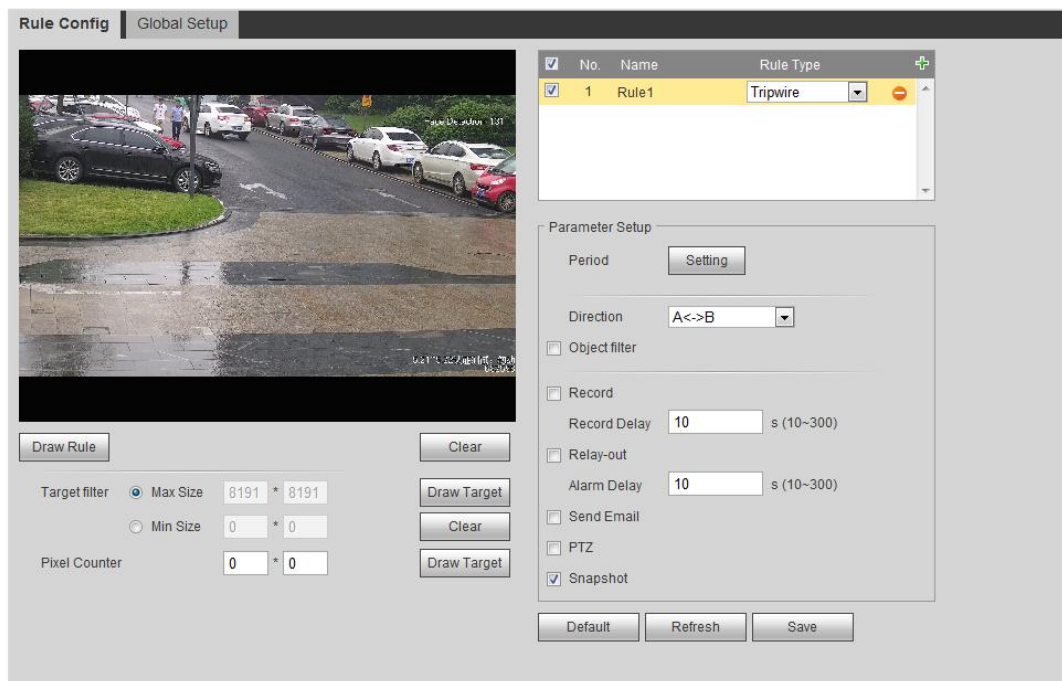 Rule Config Global Setup
No. Name Rule Type
1 Rule1 Tripwire
Parameter Setup
Period Setting
Direction A<->B
Object filter
Record
Record Delay 10 s (10~300)
Relay-out
Alarm Delay 10 s (10~300)
Send Email
PTZ
Snapshot
Default Refresh Save
Face Detection 131
Draw Rule Clear
Target filter Max Size 8191 * 8191 Draw Target
Min Size 0 * 0 Clear
Pixel Counter 0 * 0 Draw Target